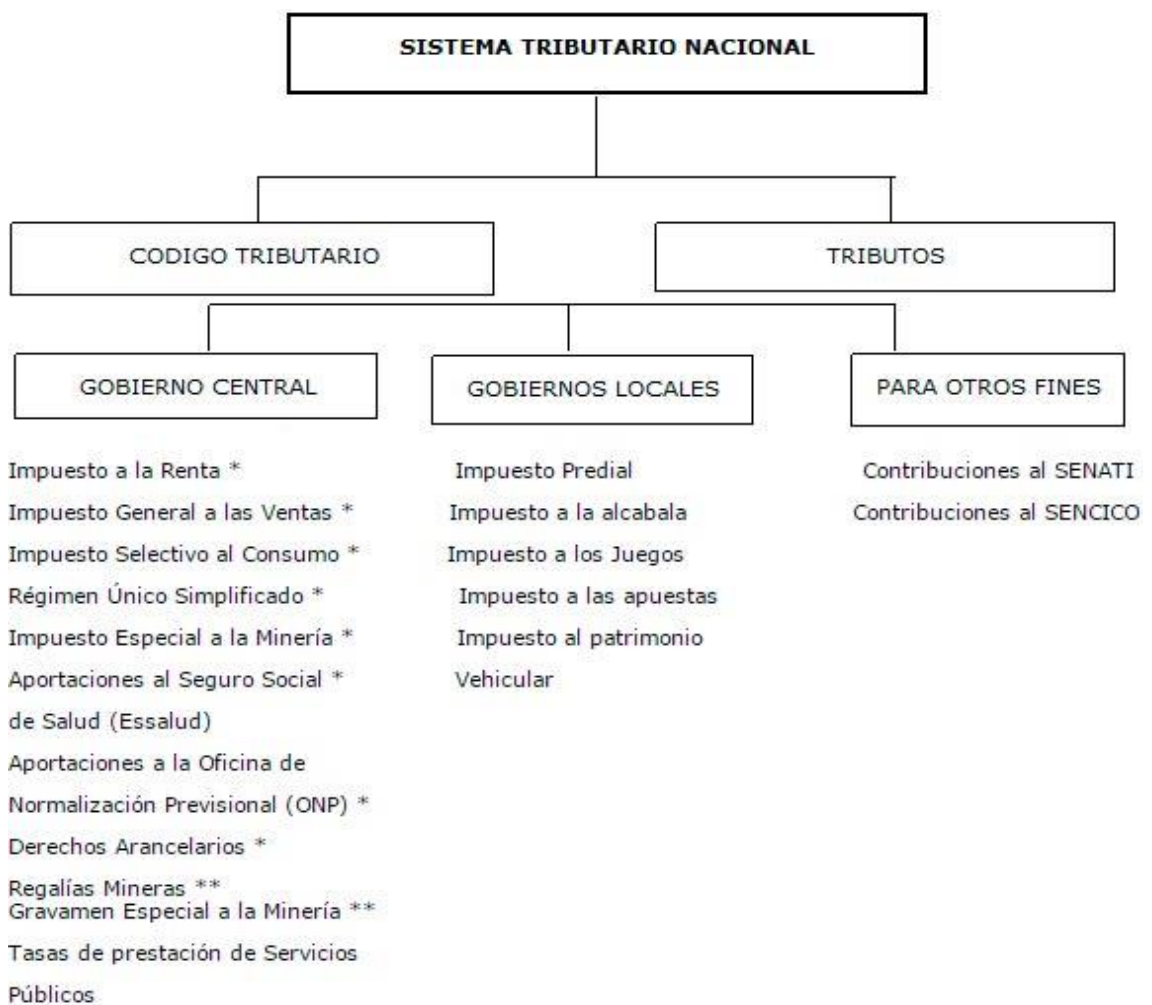 SISTEMA TRIBUTARIO NACIONAL
CODIGO TRIBUTARIO
TRIBUTOS
GOBIERNO CENTRAL
GOBIERNOS LOCALES
PARA OTROS FINES
Impuesto a la Renta *
Impuesto General a las Ventas *
Impuesto Selectivo al Consumo *
Régimen Único Simplificado *
Impuesto Especial a la Minería *
Aportaciones al Seguro Social *
de Salud (Essalud)
Aportaciones a la Oficina de
Normalización Previsional (ONP) *
Derechos Arancelarios *
Regalías Mineras **
Gravamen Especial a la Minería **
Tasas de prestación de Servicios
Públicos
Impuesto Predial
Impuesto a la alcabala
Impuesto a los Juegos
Impuesto a las apuestas
Impuesto al patrimonio
Vehicular
Contribuciones al SENATI
Contribuciones al SENCICO